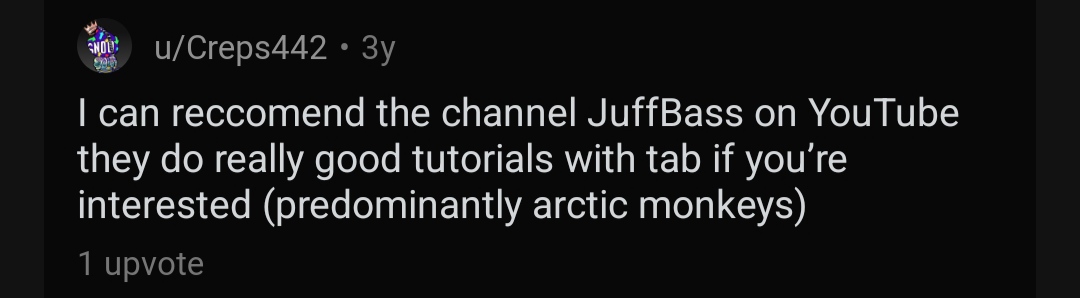 u/Creps442 • 3y
I can reccomend the channel JuffBass on YouTube
they do really good tutorials with tab if you’re
interested (predominantly arctic monkeys)
1 upvote